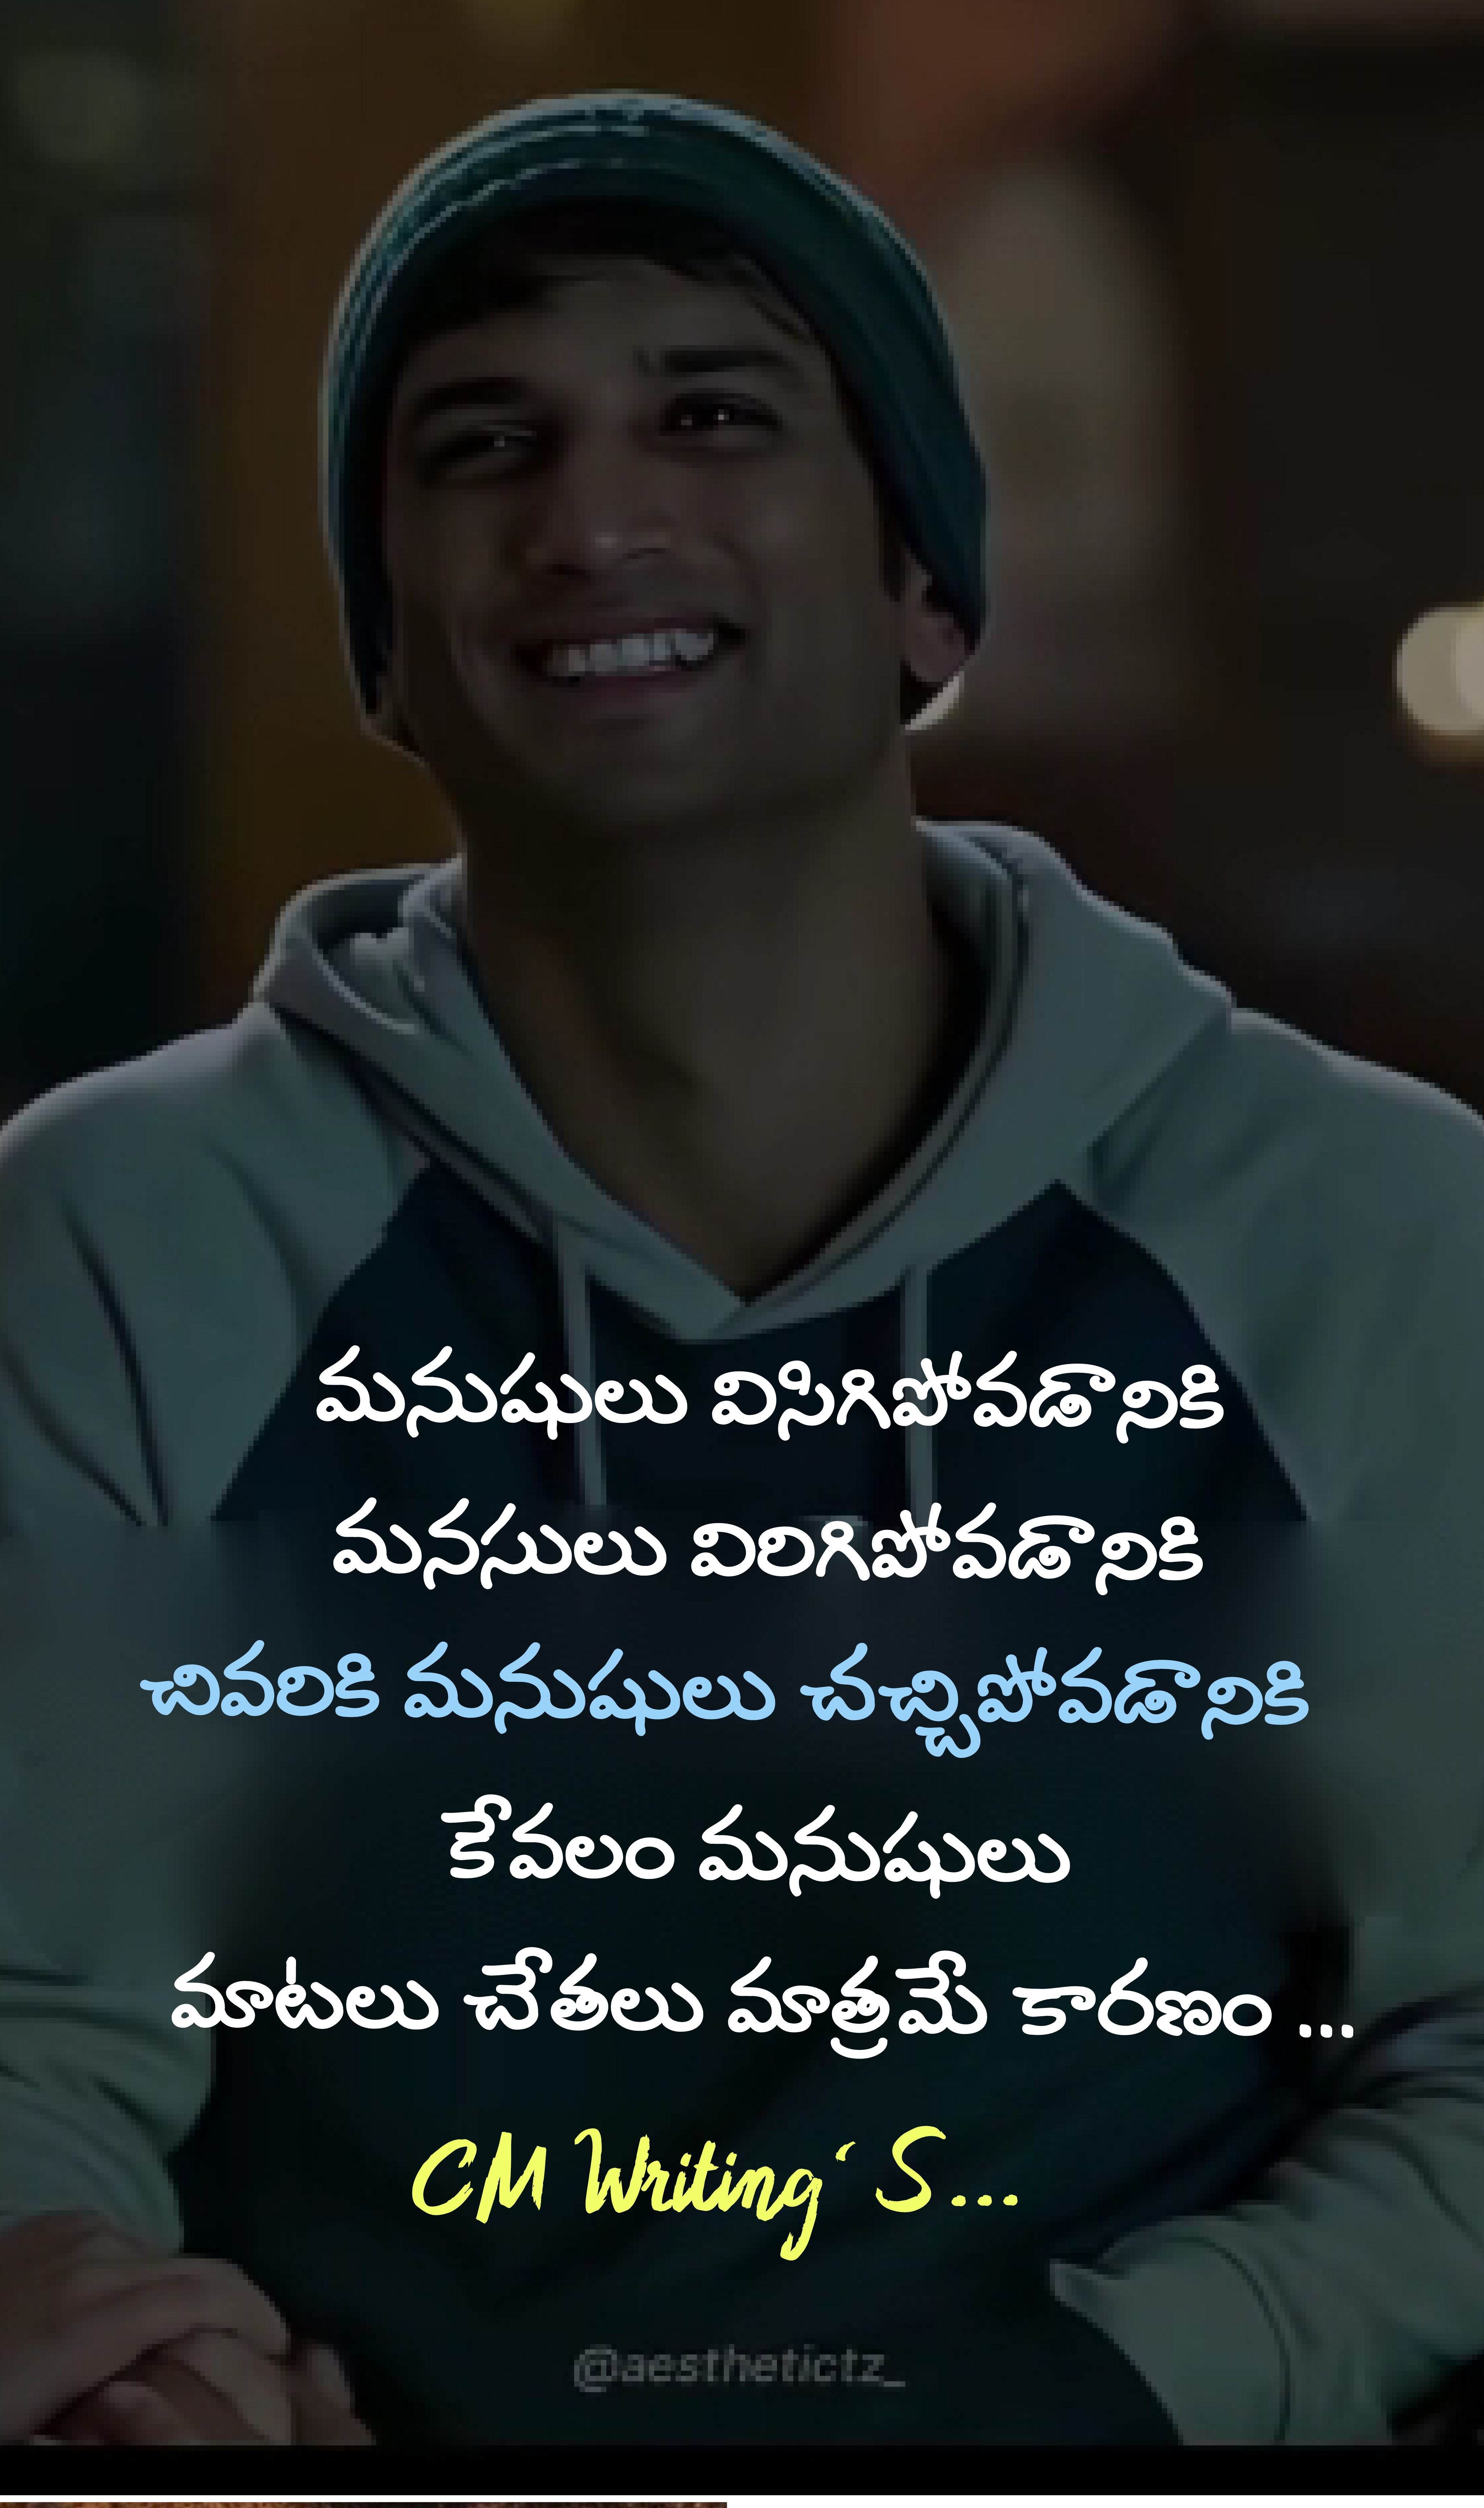 మనుషులు విసిగిపోవడానికి
మనసులు విరిగిపోవడానికి
చివరికి మనుషులు చచ్చిపోవడానికి
కేవలం మనుషులు
మాటలు చేతలు మాత్రమే కారణం ...
CM Writing‘ S...
@aesthetictz_